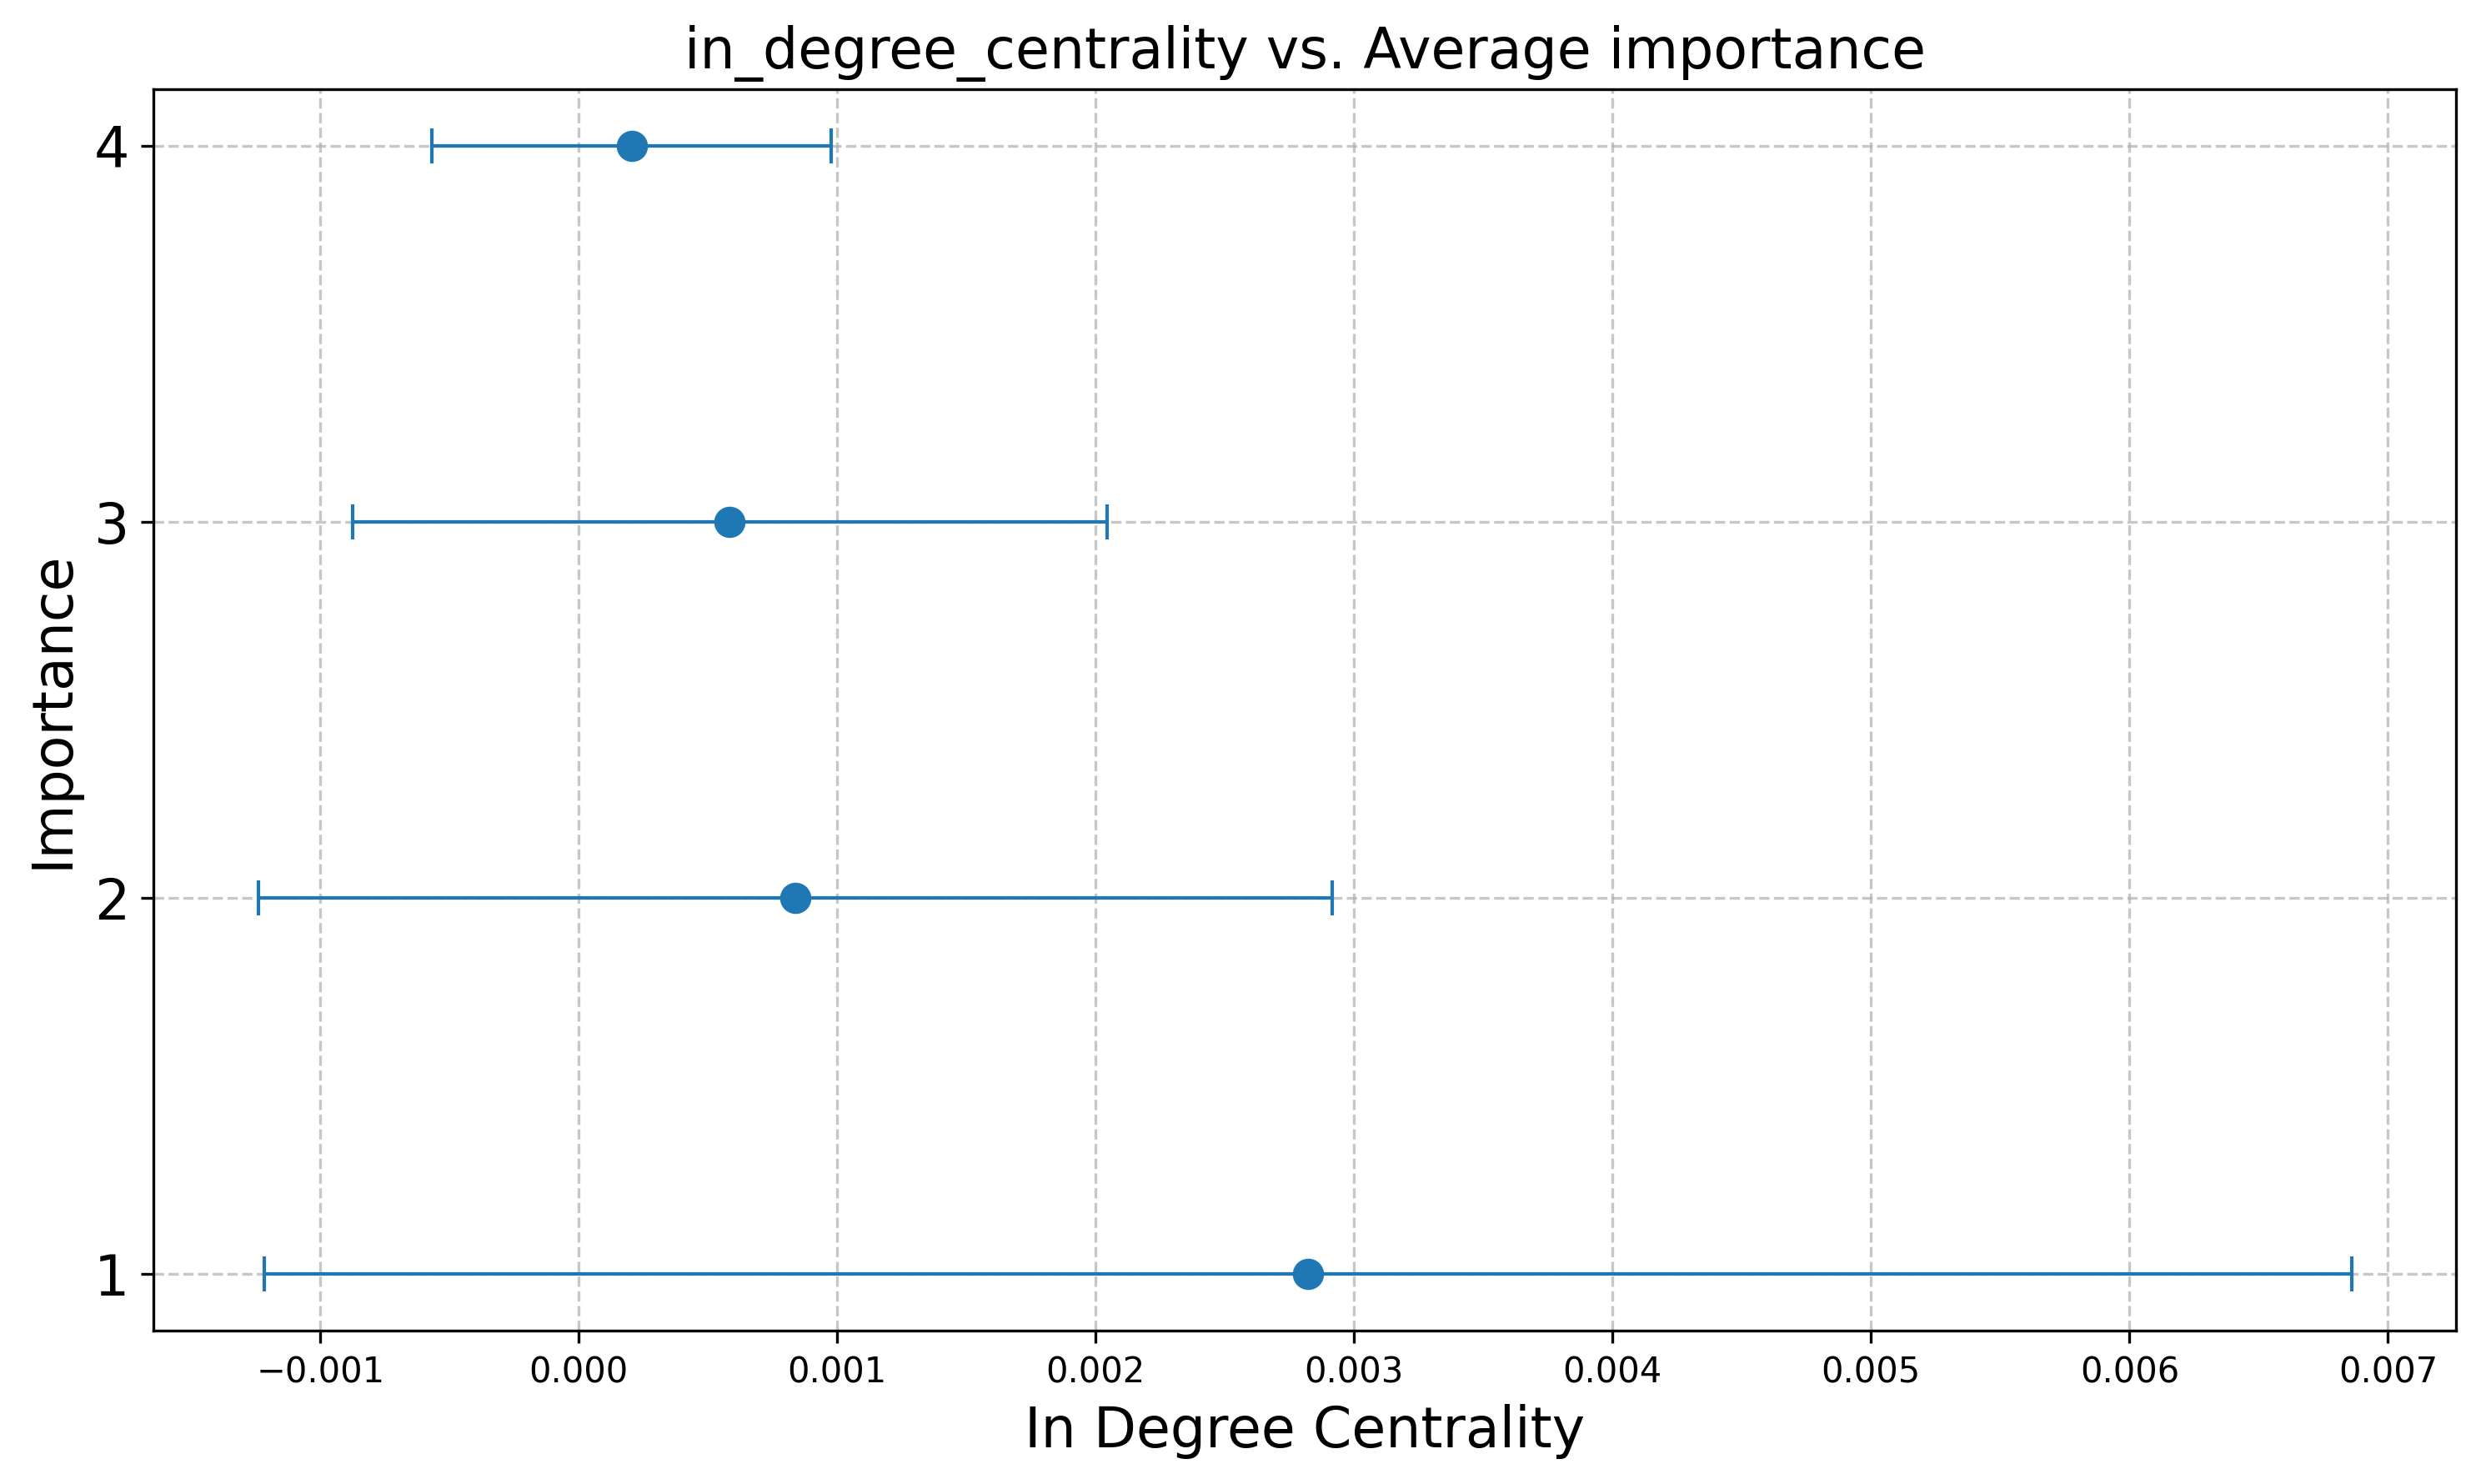 in_degree_centrality vs. Average importance
4
3
2
1
Importance
−0.001 0.000 0.001 0.002 0.003 0.004 0.005 0.006 0.007
In Degree Centrality